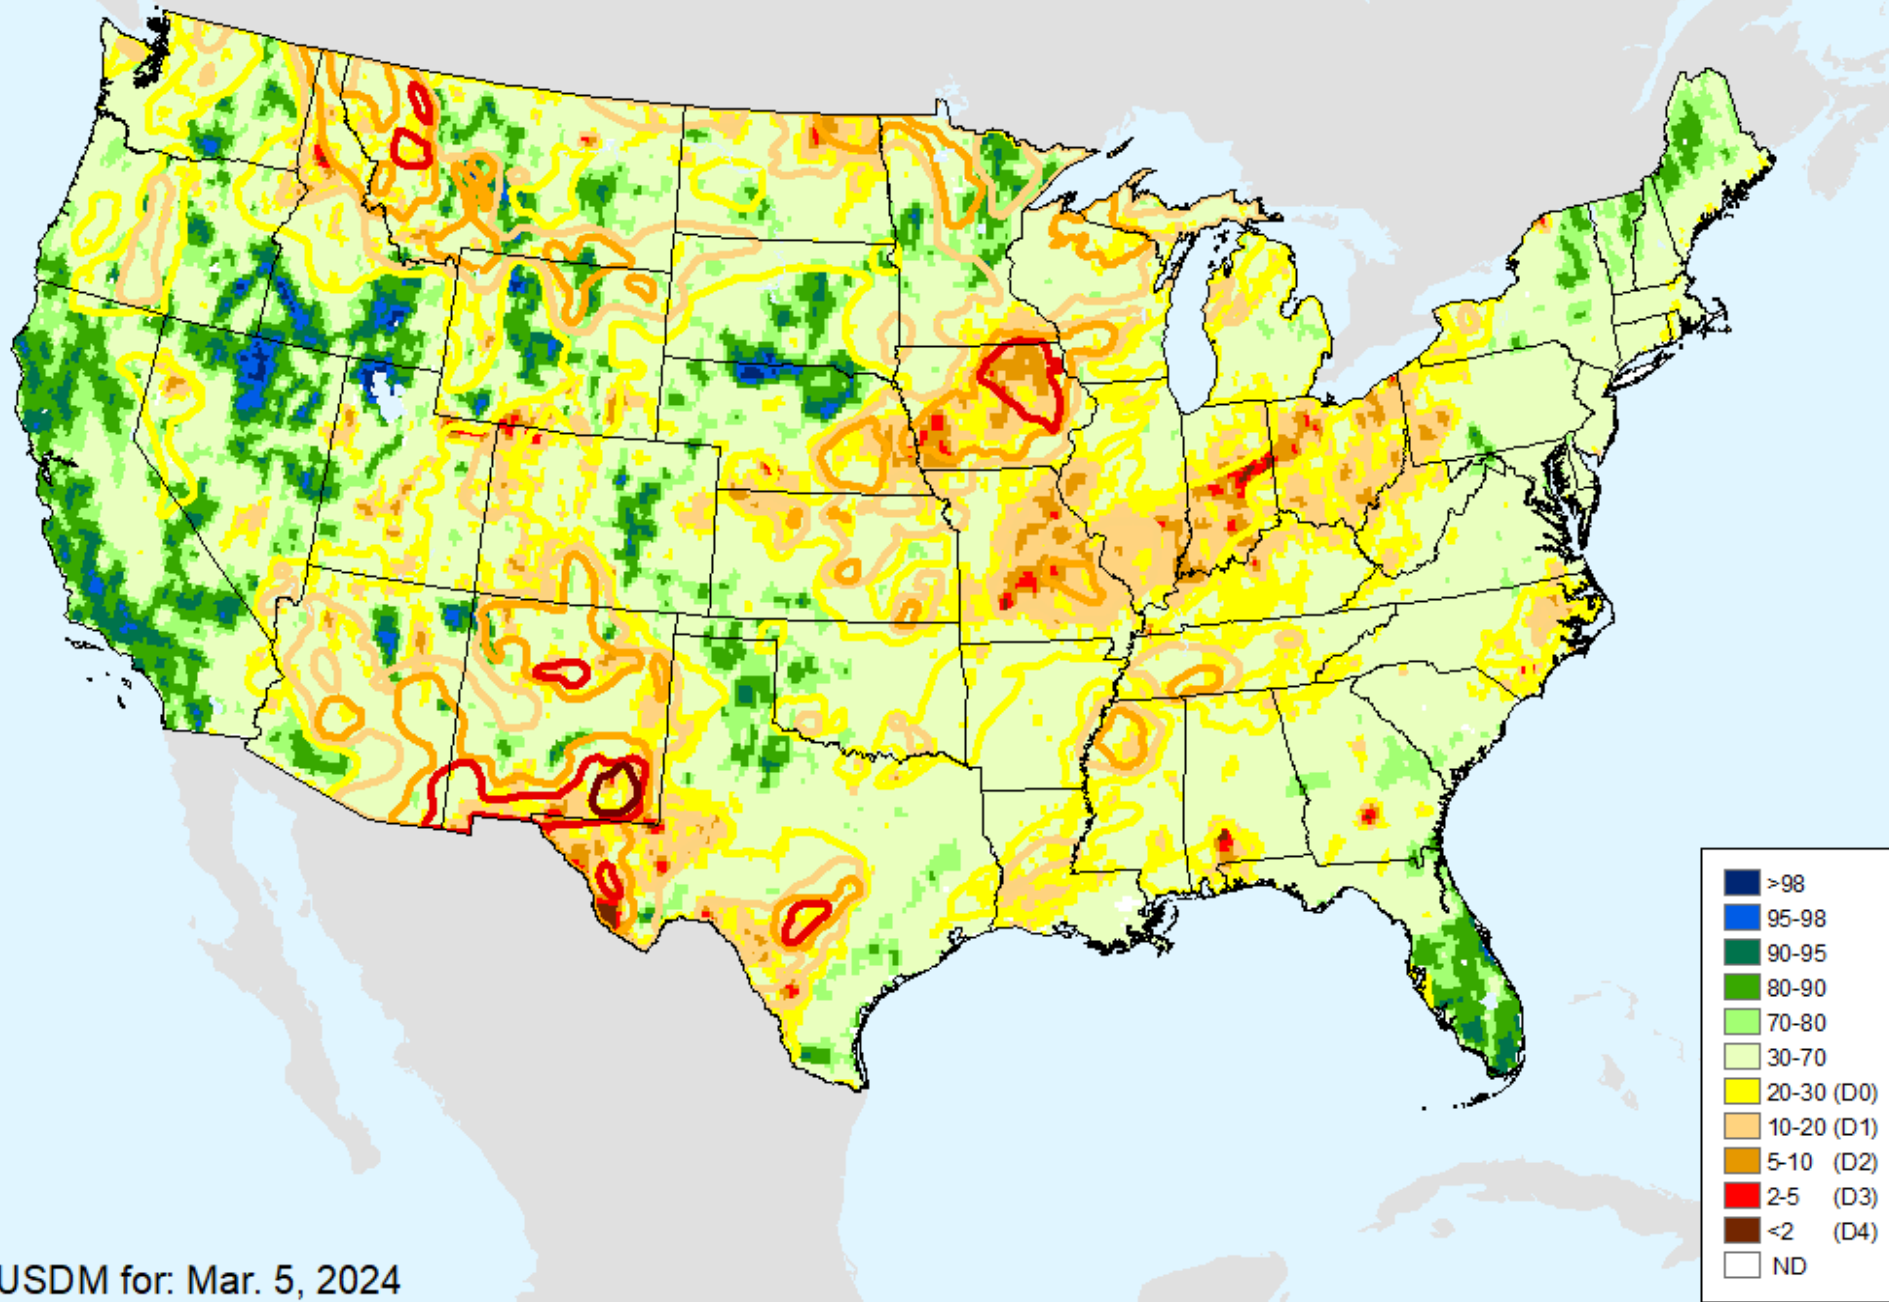 >98
95-98
90-95
80-90
70-80
30-70
20-30 (D0)
10-20 (D1)
5-10 (D2)
2-5 (D3)
<2 (D4)
ND
USDM for: Mar. 5, 2024